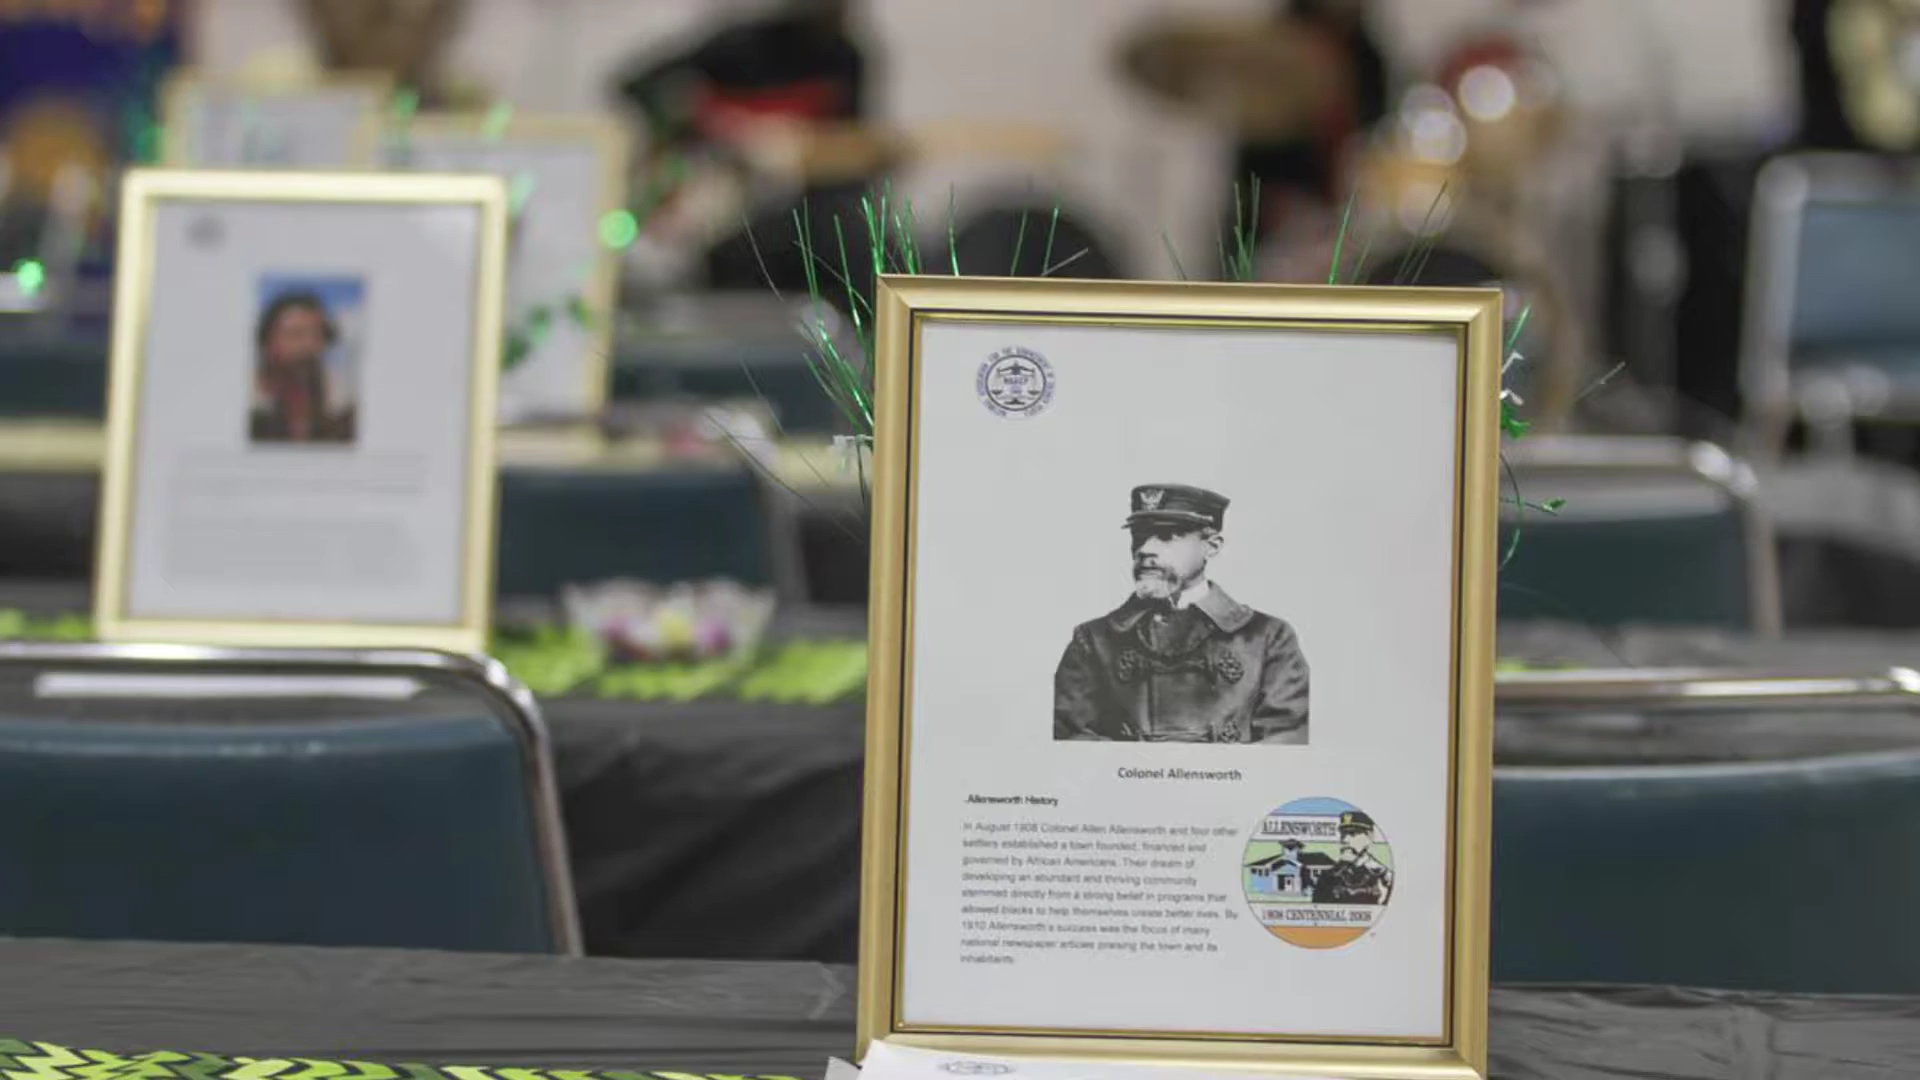 NAACP
Colonel Allensworth
Allensworth History
In August 1908 Colonel Allen Allensworth and four other
settlers established a town founded, financed and
governed by African Americans. Their dream of
developing an abundant and thriving community
stemmed directly from a strong belief in programs that
allowed blacks to help themselves create better lives. By
1910 Allensworth's success was the focus of many
national newspaper articles praising the town and its
inhabitants.
ALLENSWORTH
1908 CENTENNIAL 2008